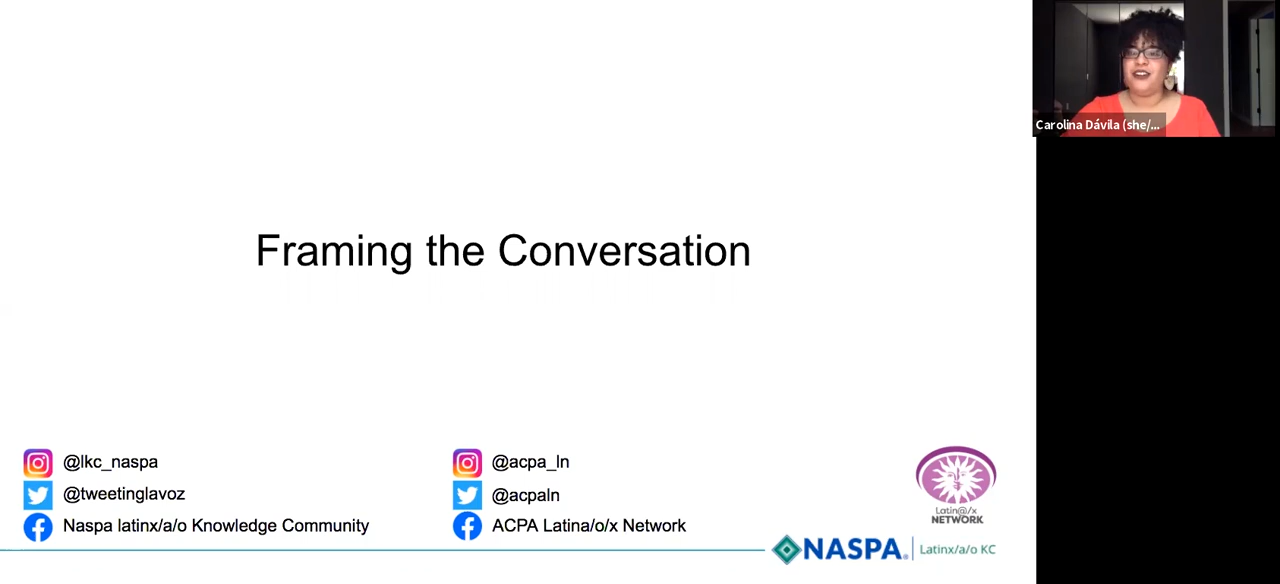 Carolina Dávila (she/...
Framing the Conversation
@lkc_naspa
@tweetinglavoz
Naspa latinx/a/o Knowledge Community
@acpa_ln
@acpaln
ACPA Latina/o/x Network
Latin@/x
NETWORK
NASPA. Latinx/a/o KC